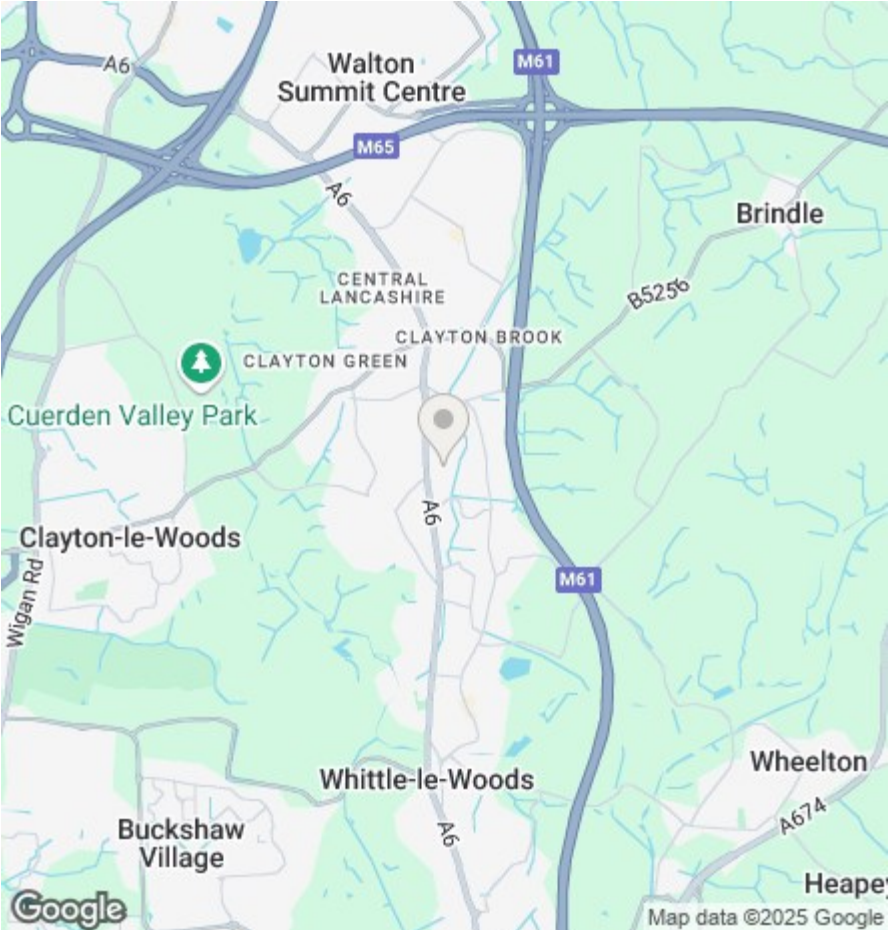 A6
Walton
Summit Centre
M61
M65
A6
Brindle
CENTRAL
LANCASHIRE
B5256
CLAYTON BROOK
CLAYTON GREEN
Cuerden Valley Park
A6
Clayton-le-Woods
Wigan Rd
M61
Wheelton
Whittle-le-Woods
A674
Buckshaw
Village
A6
Heapey
Google
Map data ©2025 Google